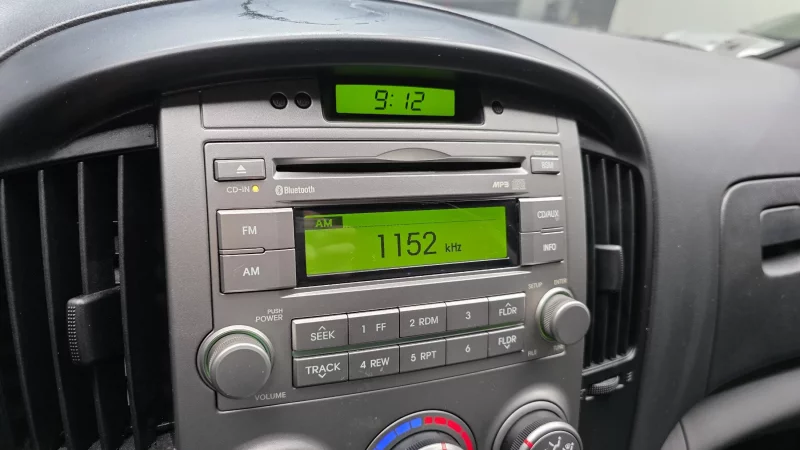 9:12
CD-IN
Bluetooth
MP3
FM
AM
AM
1152 kHz
CD/AUX
INFO
PUSH
POWER
VOLUME
SEEK
1 FF
2 RDM
3
FLDR
TRACK
4 REW
5 RPT
6
FLDR
SETUP
ENTER
FILE